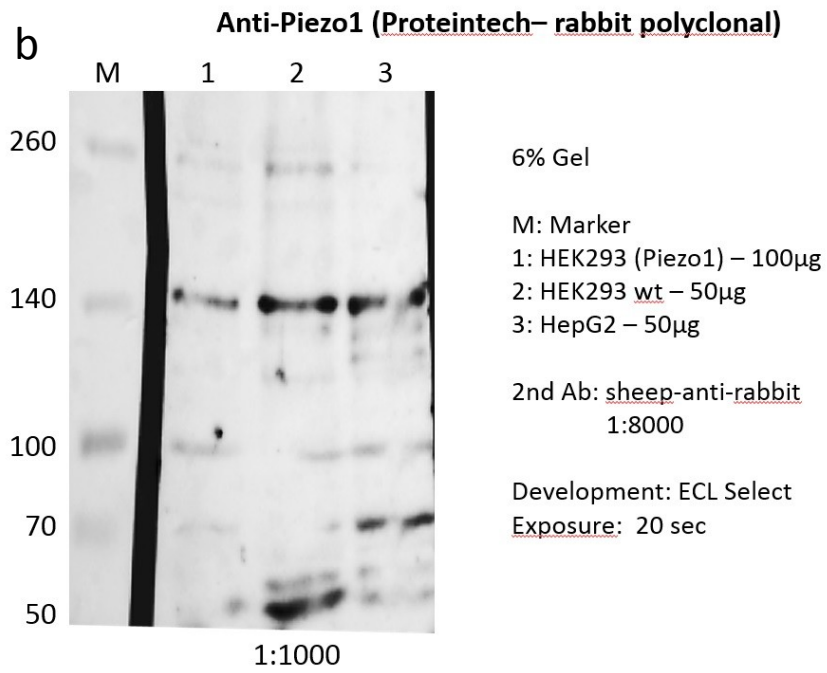 Anti-Piezo1 (Proteintech– rabbit polyclonal)
b
M 1 2 3
260
140
100
70
50
1:1000
6% Gel
M: Marker
1: HEK293 (Piezo1) – 100µg
2: HEK293 wt – 50µg
3: HepG2 – 50µg
2nd Ab: sheep-anti-rabbit
1:8000
Development: ECL Select
Exposure: 20 sec